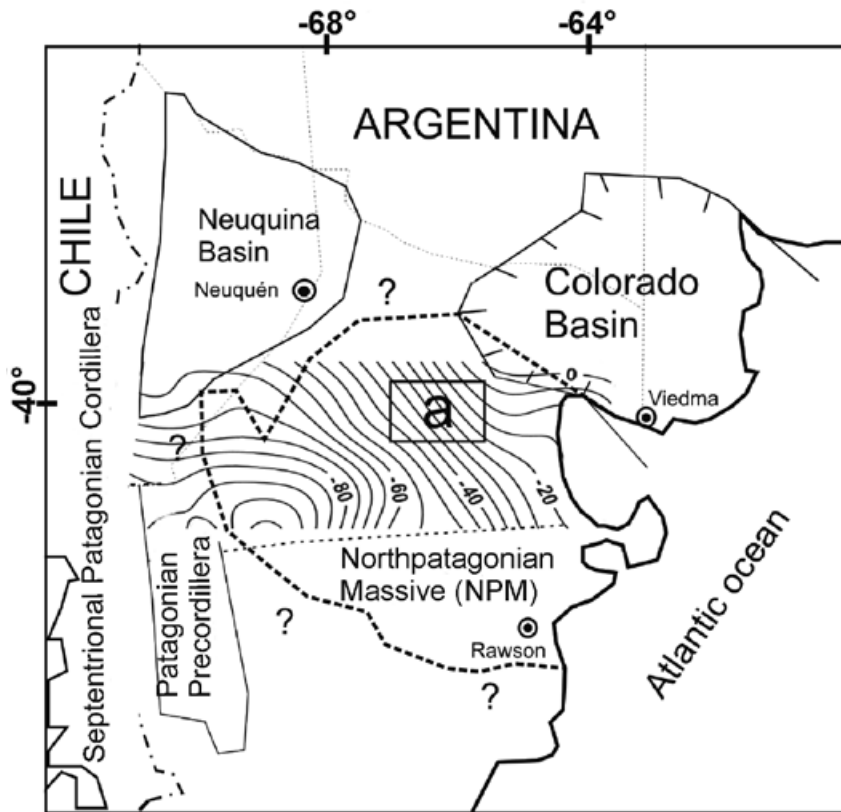 -68°
-64°
ARGENTINA
CHILE
Neuquina
Basin
Neuquén
?
Colorado
Basin
0
-40°
a
Viedma
?
-80
-60
-40
-20
Septentrional Patagonian Cordillera
Patagonian
Precordillera
Northpatagonian
Massive (NPM)
?
Rawson
?
Atlantic ocean